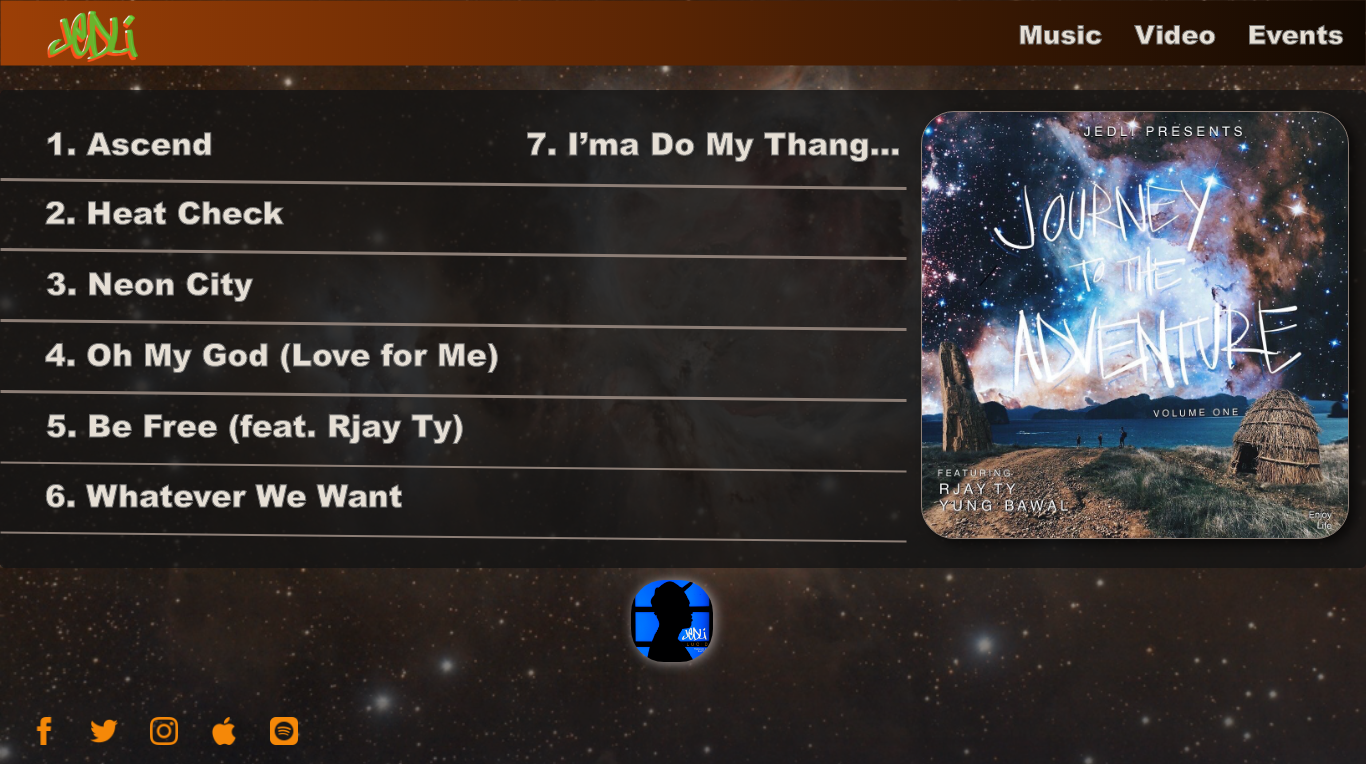 JEDLi
Music
Video
Events
1. Ascend
2. Heat Check
3. Neon City
4. Oh My God (Love for Me)
5. Be Free (feat. Rjay Ty)
6. Whatever We Want
7. I’ma Do My Thang...
JEDLI PRESENTS
JOURNEY
TO THE
ADVENTURE
VOLUME ONE
FEATURING
RJAY TY
YUNG BAWAL
Enjoy
Life
JEDLi